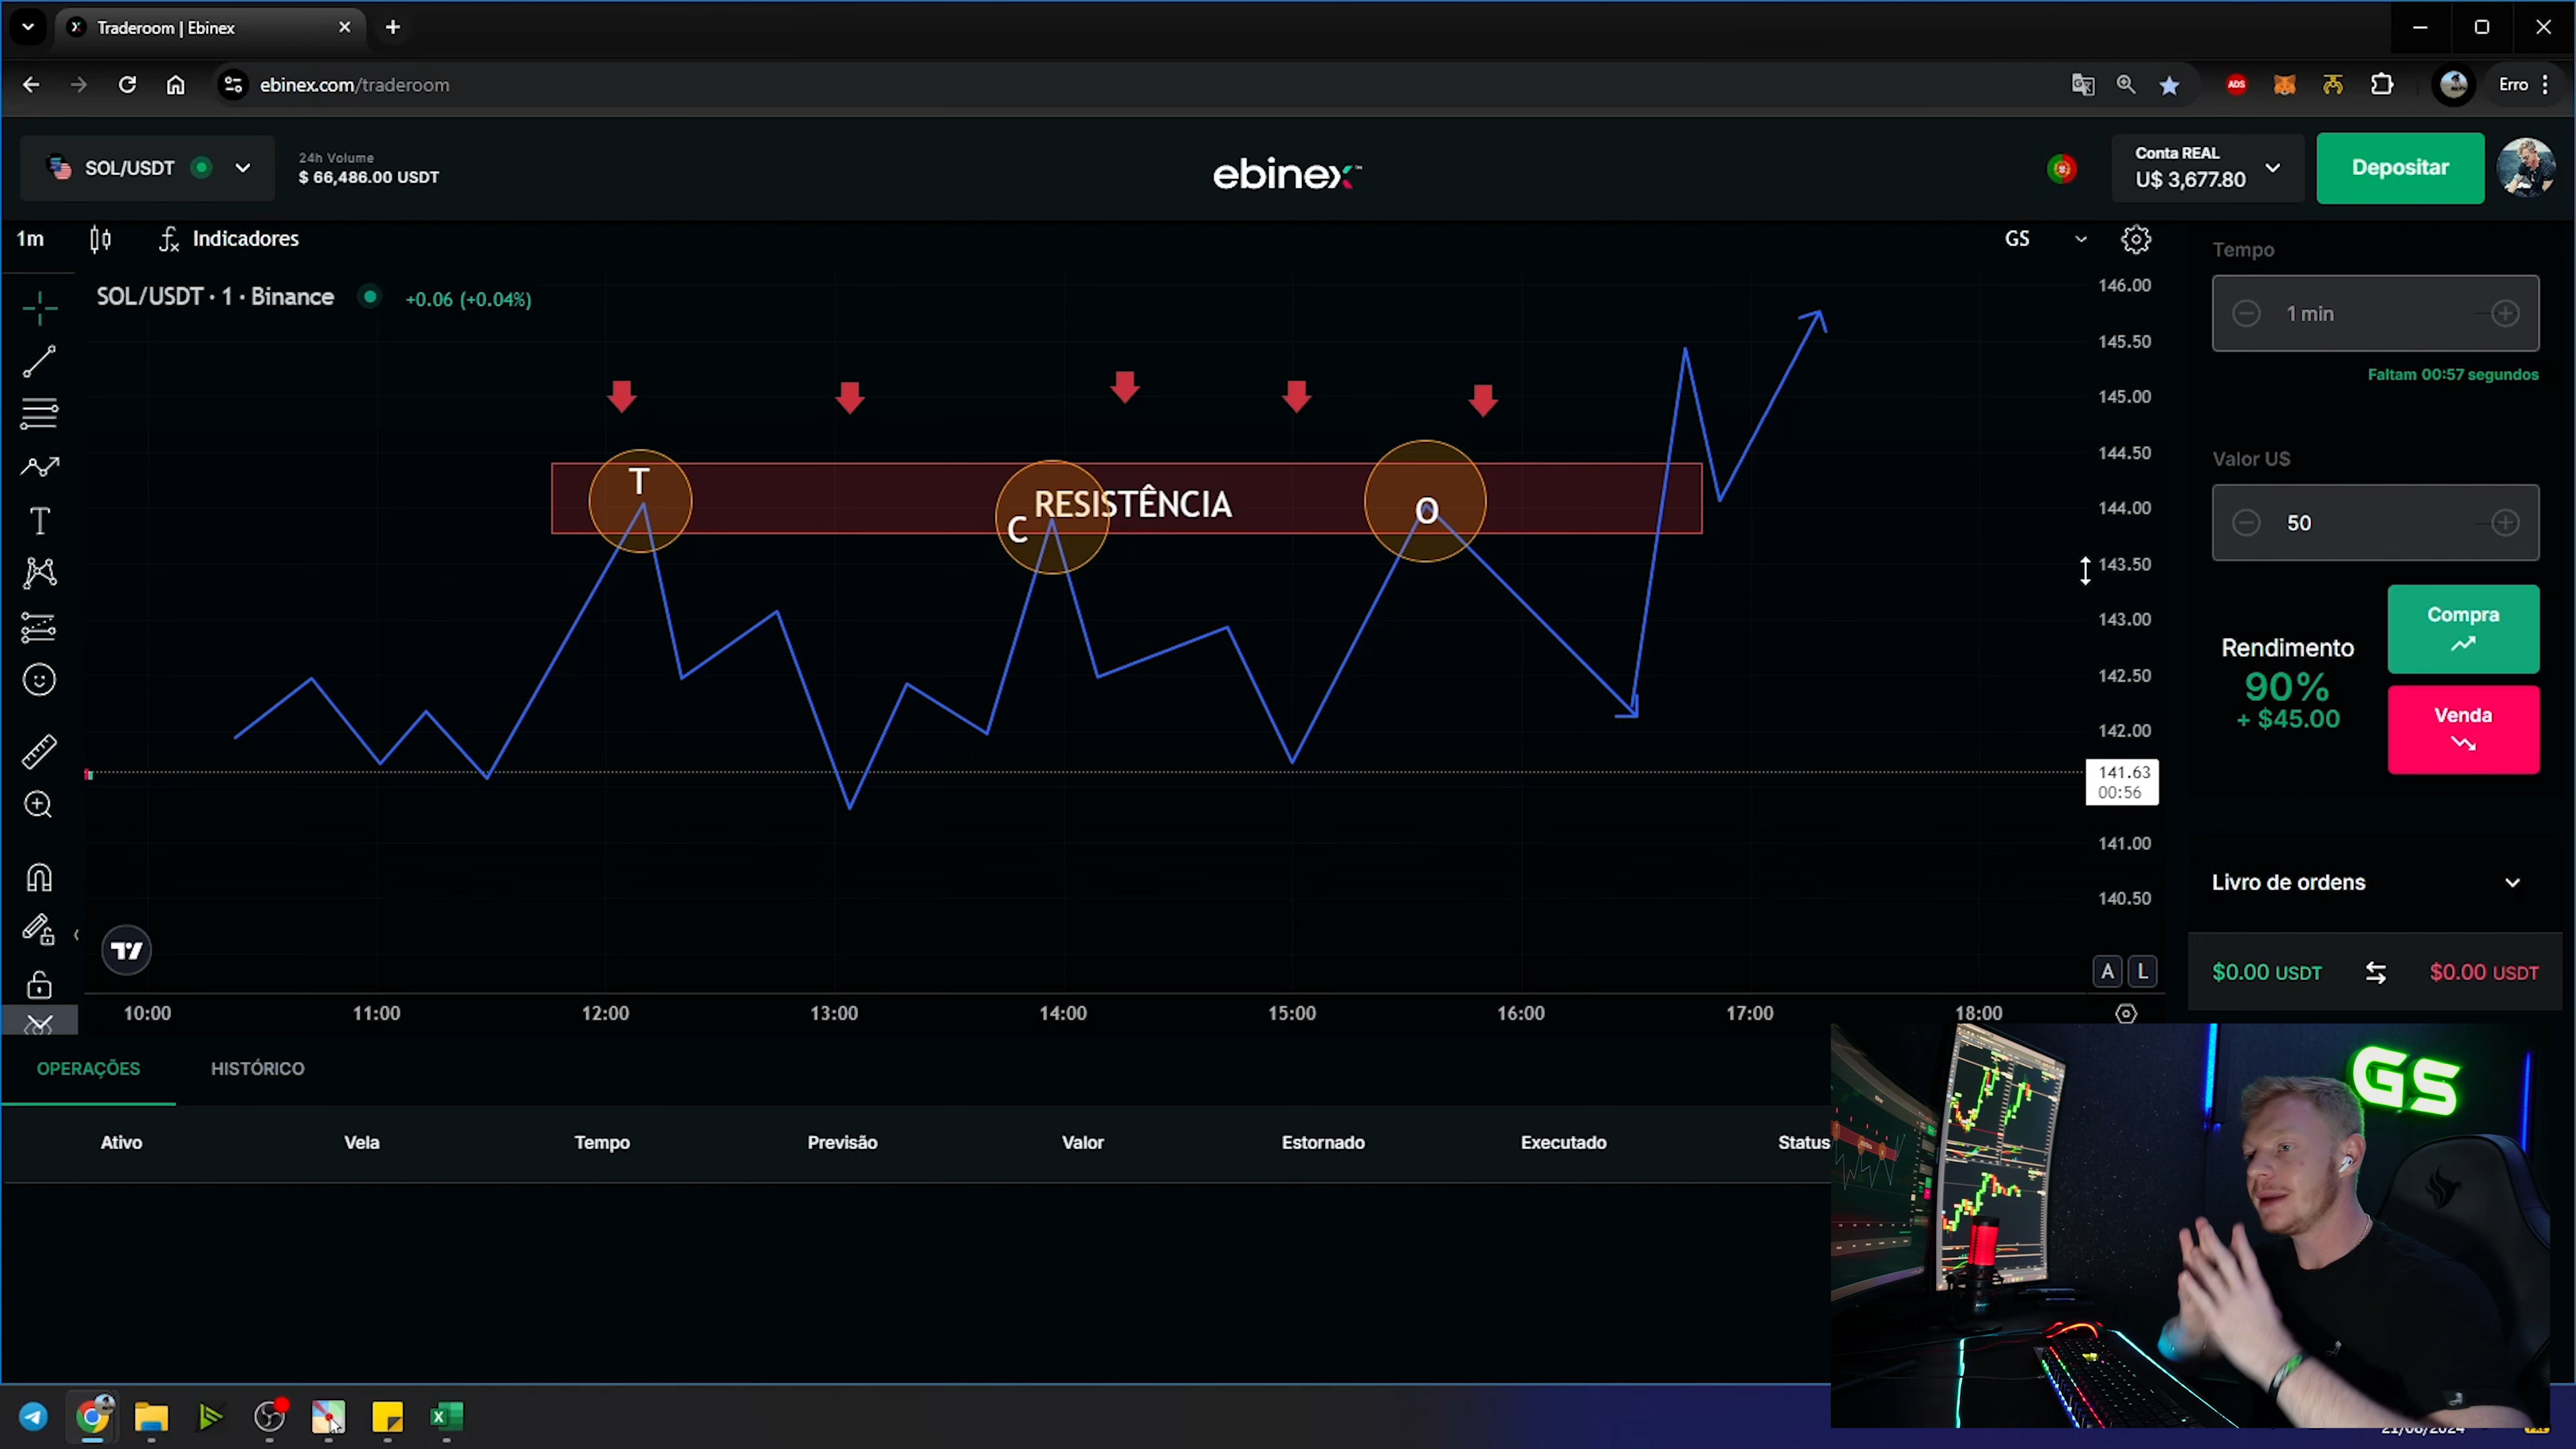 Traderoom | Ebinex
ebinex.com/traderoom
ADS
Erro
SOL/USDT
24h Volume
$ 66,486.00 USDT
ebinex™
Conta REAL
U$ 3,677.80
Depositar
1m
Indicadores
GS
SOL/USDT · 1 · Binance
+0.06 (+0.04%)
T
C
RESISTÊNCIA
O
146.00
145.50
145.00
144.50
144.00
143.50
143.00
142.50
142.00
141.63
00:56
141.00
140.50
A
L
10:00
11:00
12:00
13:00
14:00
15:00
16:00
17:00
18:00
Tempo
1 min
Faltam 00:57 segundos
Valor U$
50
Rendimento
90%
+ $45.00
Compra
Venda
Livro de ordens
$0.00 USDT
$0.00 USDT
OPERAÇÕES
HISTÓRICO
Ativo
Vela
Tempo
Previsão
Valor
Estornado
Executado
Status
GS
21/08/2024